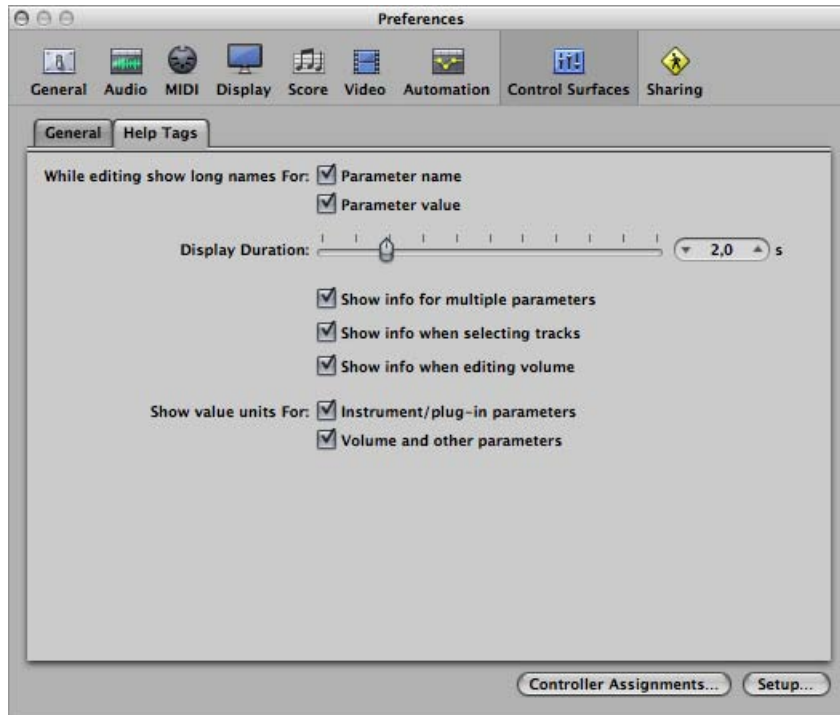 Preferences
General Audio MIDI Display Score Video Automation Control Surfaces Sharing
General Help Tags
While editing show long names For: Parameter name
Parameter value
Display Duration: 2,0 s
Show info for multiple parameters
Show info when selecting tracks
Show info when editing volume
Show value units For: Instrument/plug-in parameters
Volume and other parameters
Controller Assignments... Setup...